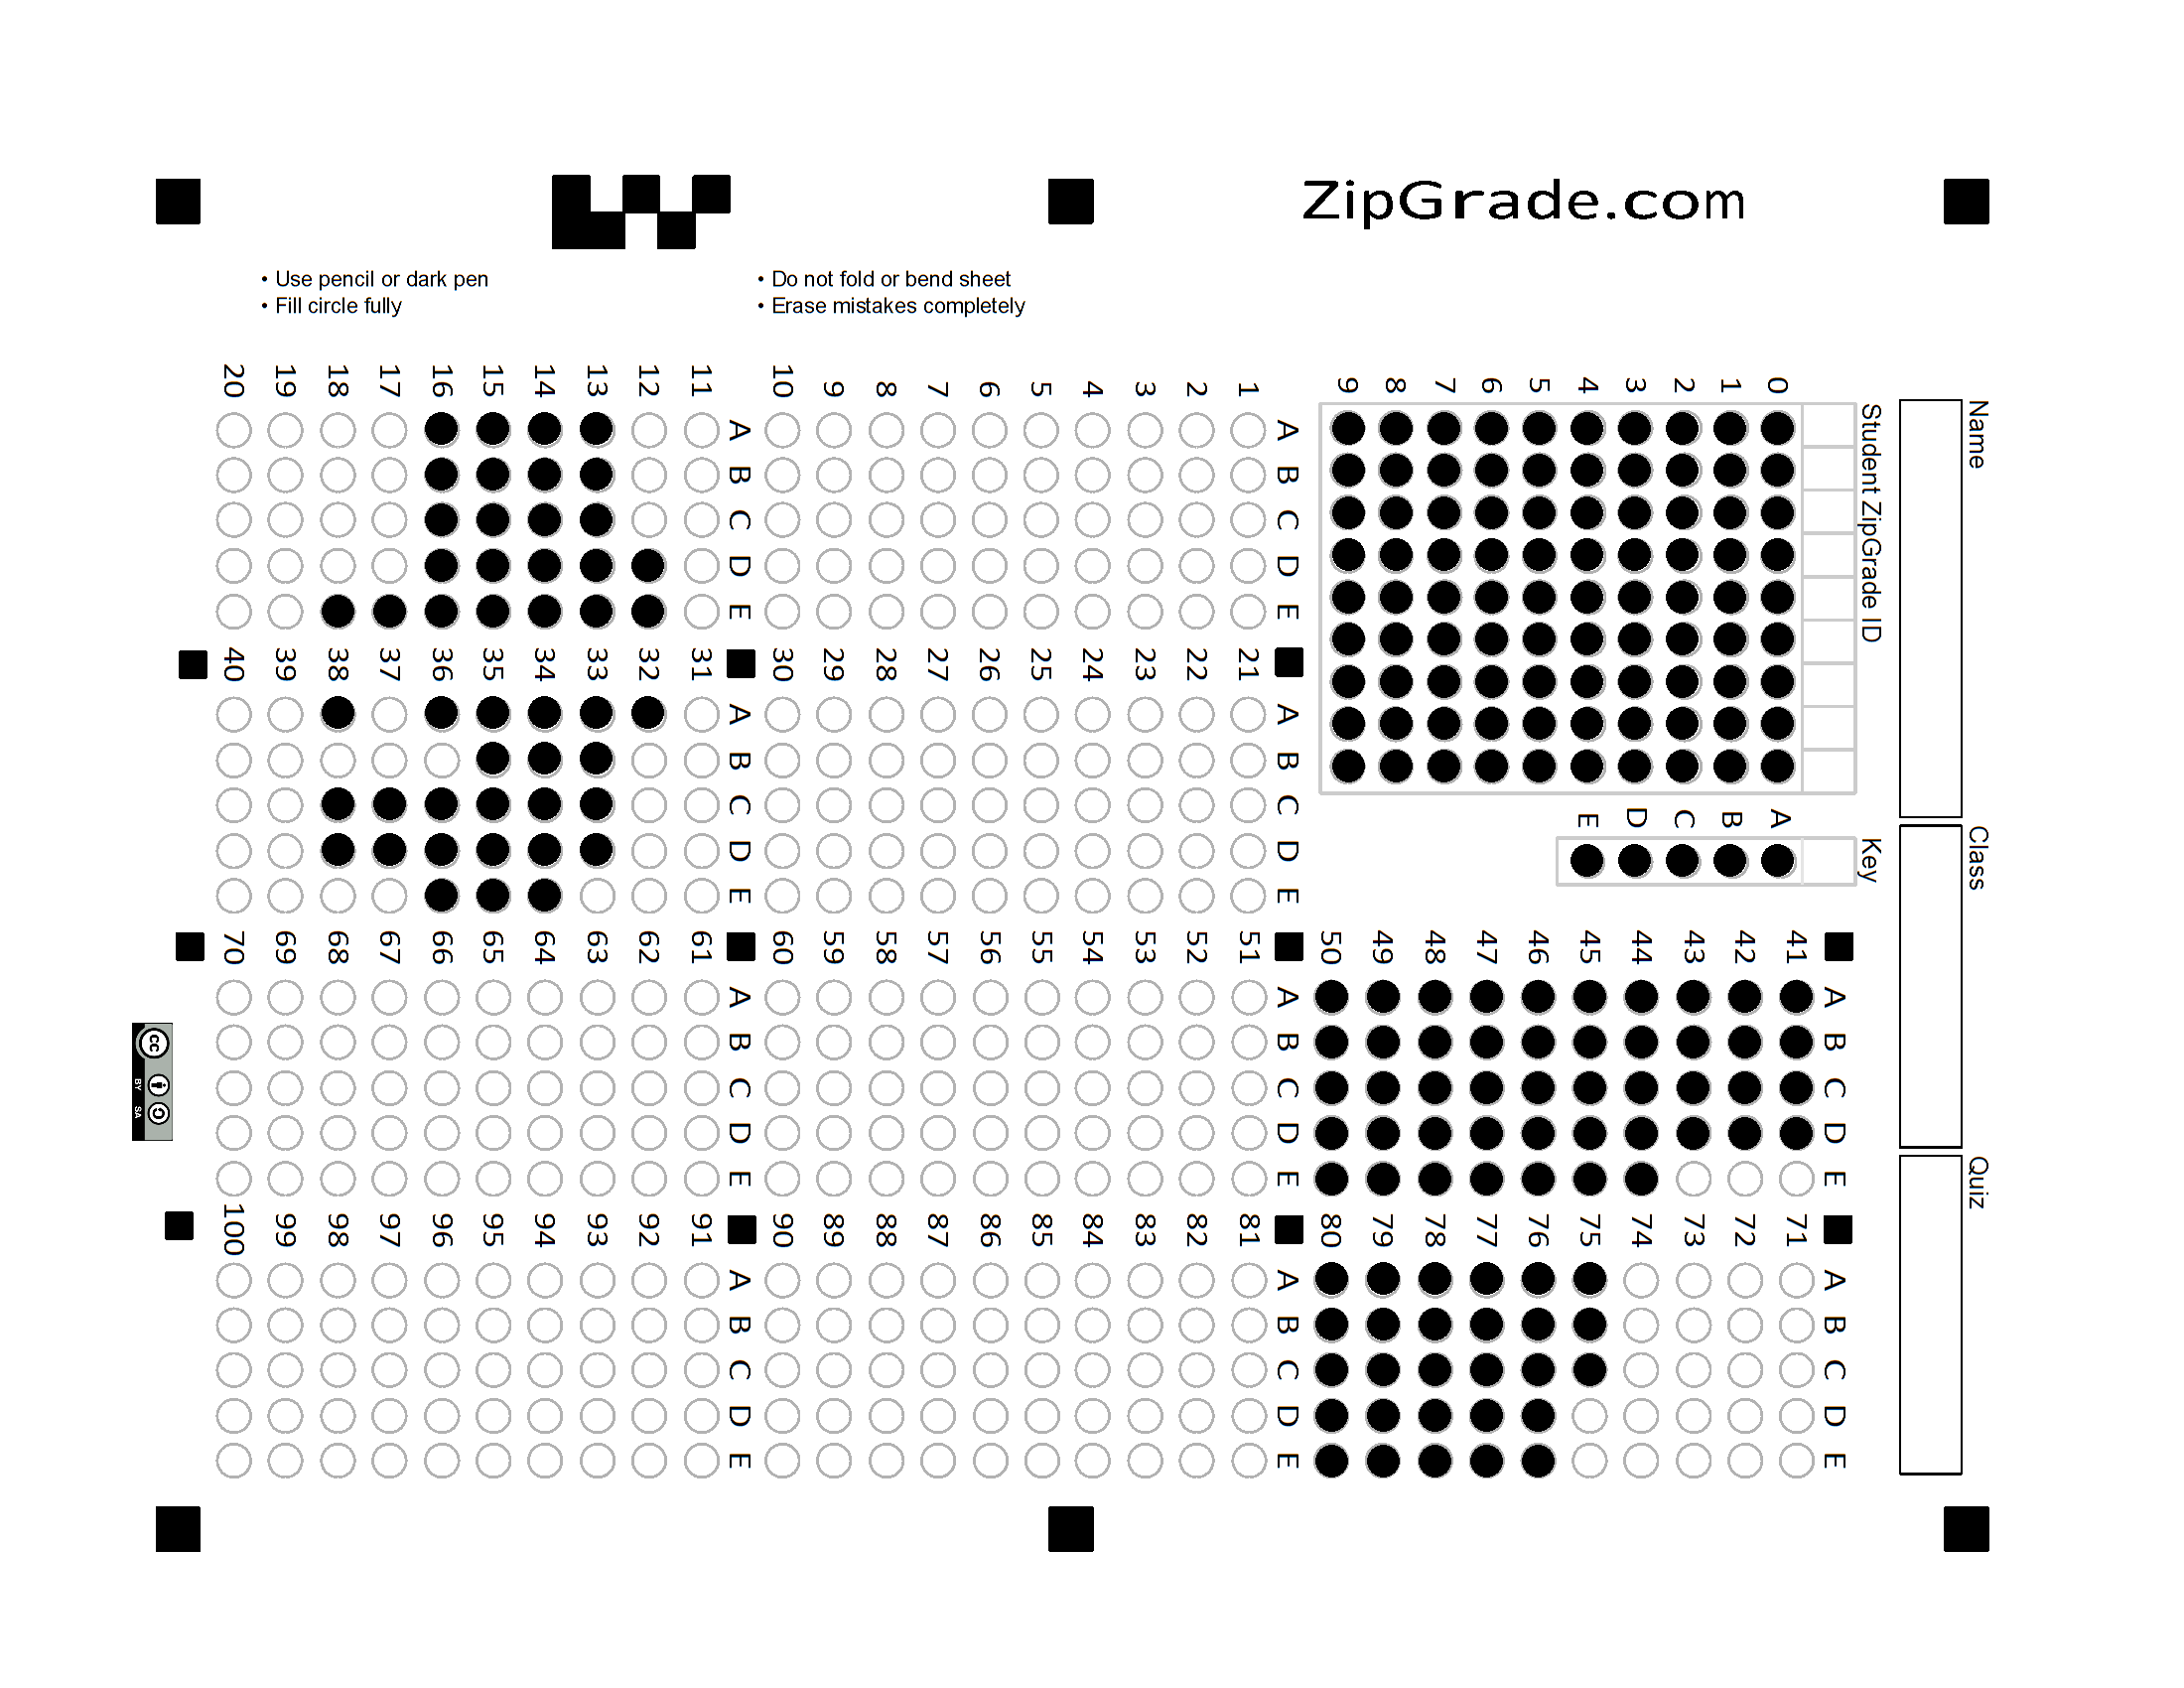 ZipGrade.com
• Use pencil or dark pen
• Fill circle fully
• Do not fold or bend sheet
• Erase mistakes completely
Name
Class
Quiz
Student ZipGrade ID
0 1 2 3 4 5 6 7 8 9
Key
A B C D E
A B C D E
1 2 3 4 5 6 7 8 9 10
A B C D E
11 12 13 14 15 16 17 18 19 20
A B C D E
21 22 23 24 25 26 27 28 29 30
A B C D E
31 32 33 34 35 36 37 38 39 40
A B C D E
41 42 43 44 45 46 47 48 49 50
A B C D E
51 52 53 54 55 56 57 58 59 60
A B C D E
61 62 63 64 65 66 67 68 69 70
A B C D E
71 72 73 74 75 76 77 78 79 80
A B C D E
81 82 83 84 85 86 87 88 89 90
A B C D E
91 92 93 94 95 96 97 98 99 100
A B C D E
cc
BY SA